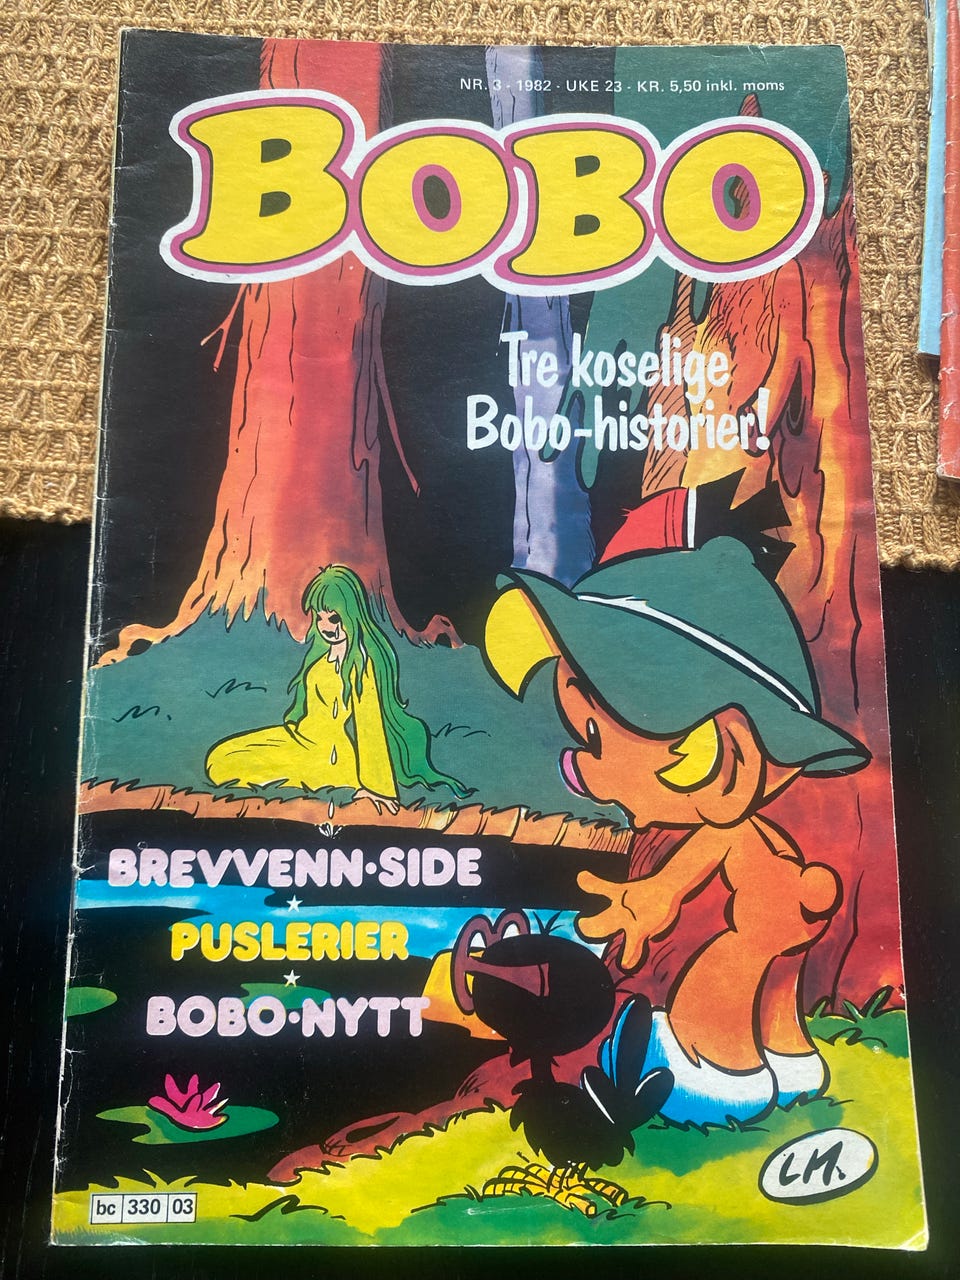 NR. 3 · 1982 · UKE 23 · KR. 5,50 inkl. moms
BOBO
Tre koselige
Bobo-historier!
BREVVENN·SIDE
PUSLERIER
BOBO·NYTT
LM.
bc 330 03